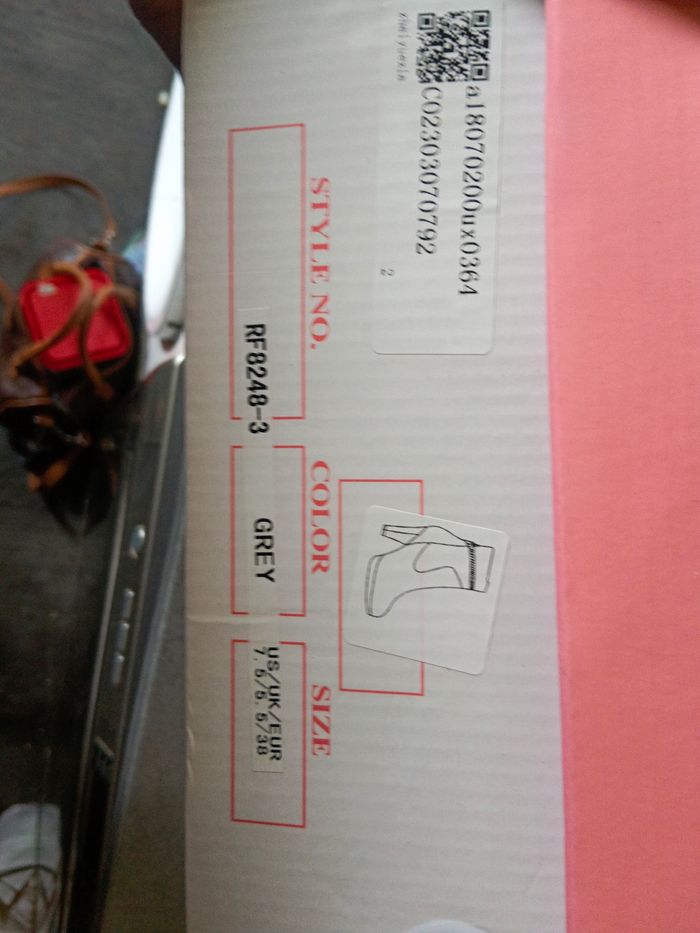 a18070200ux0364
C02303070792
2
STYLE NO.
RF8248-3
COLOR
GREY
SIZE
US/UK/EUR
7.5/5.5/38